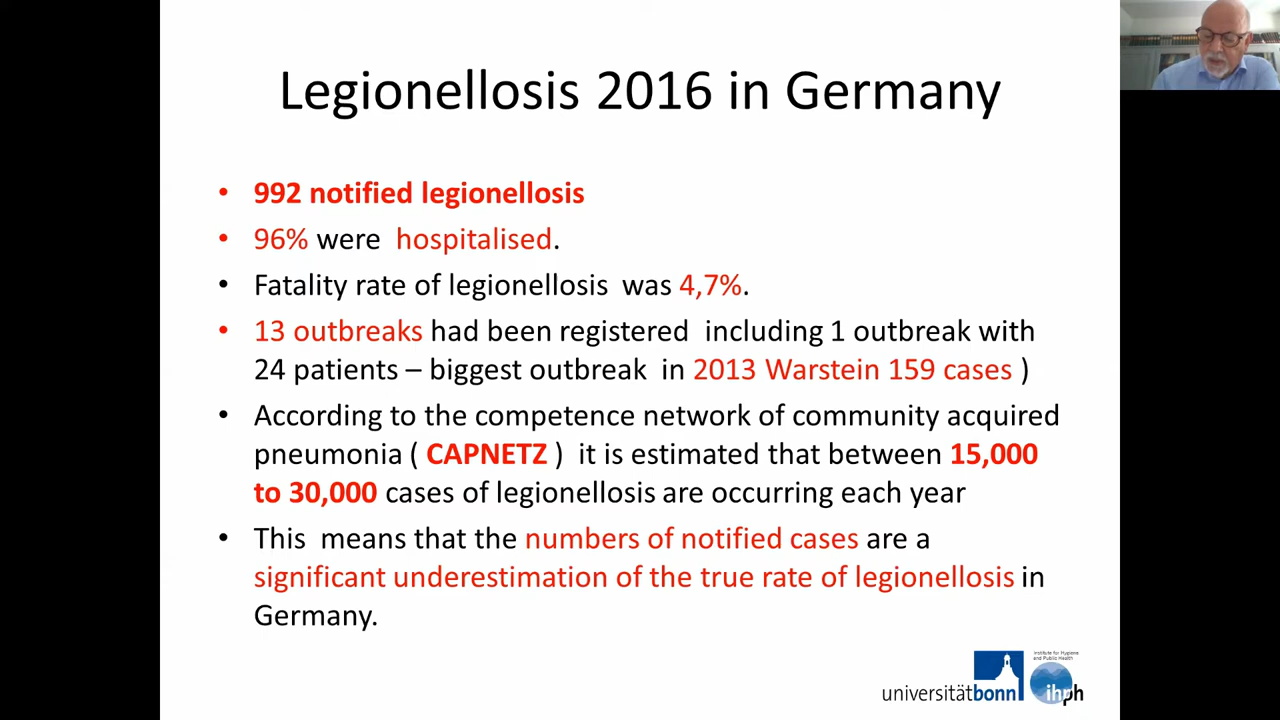 Legionellosis 2016 in Germany
• 992 notified legionellosis
• 96% were hospitalised.
• Fatality rate of legionellosis was 4,7%.
• 13 outbreaks had been registered including 1 outbreak with
24 patients – biggest outbreak in 2013 Warstein 159 cases )
• According to the competence network of community acquired
pneumonia ( CAPNETZ ) it is estimated that between 15,000
to 30,000 cases of legionellosis are occurring each year
• This means that the numbers of notified cases are a
significant underestimation of the true rate of legionellosis in
Germany.
universitätbonn
Institute for Hygiene
and Public Health
ihph